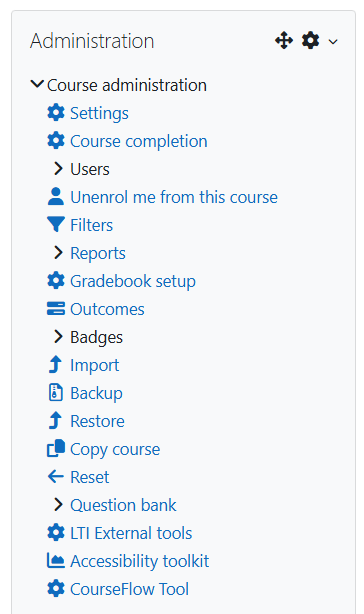 Administration
Course administration
Settings
Course completion
Users
Unenrol me from this course
Filters
Reports
Gradebook setup
Outcomes
Badges
Import
Backup
Restore
Copy course
Reset
Question bank
LTI External tools
Accessibility toolkit
CourseFlow Tool